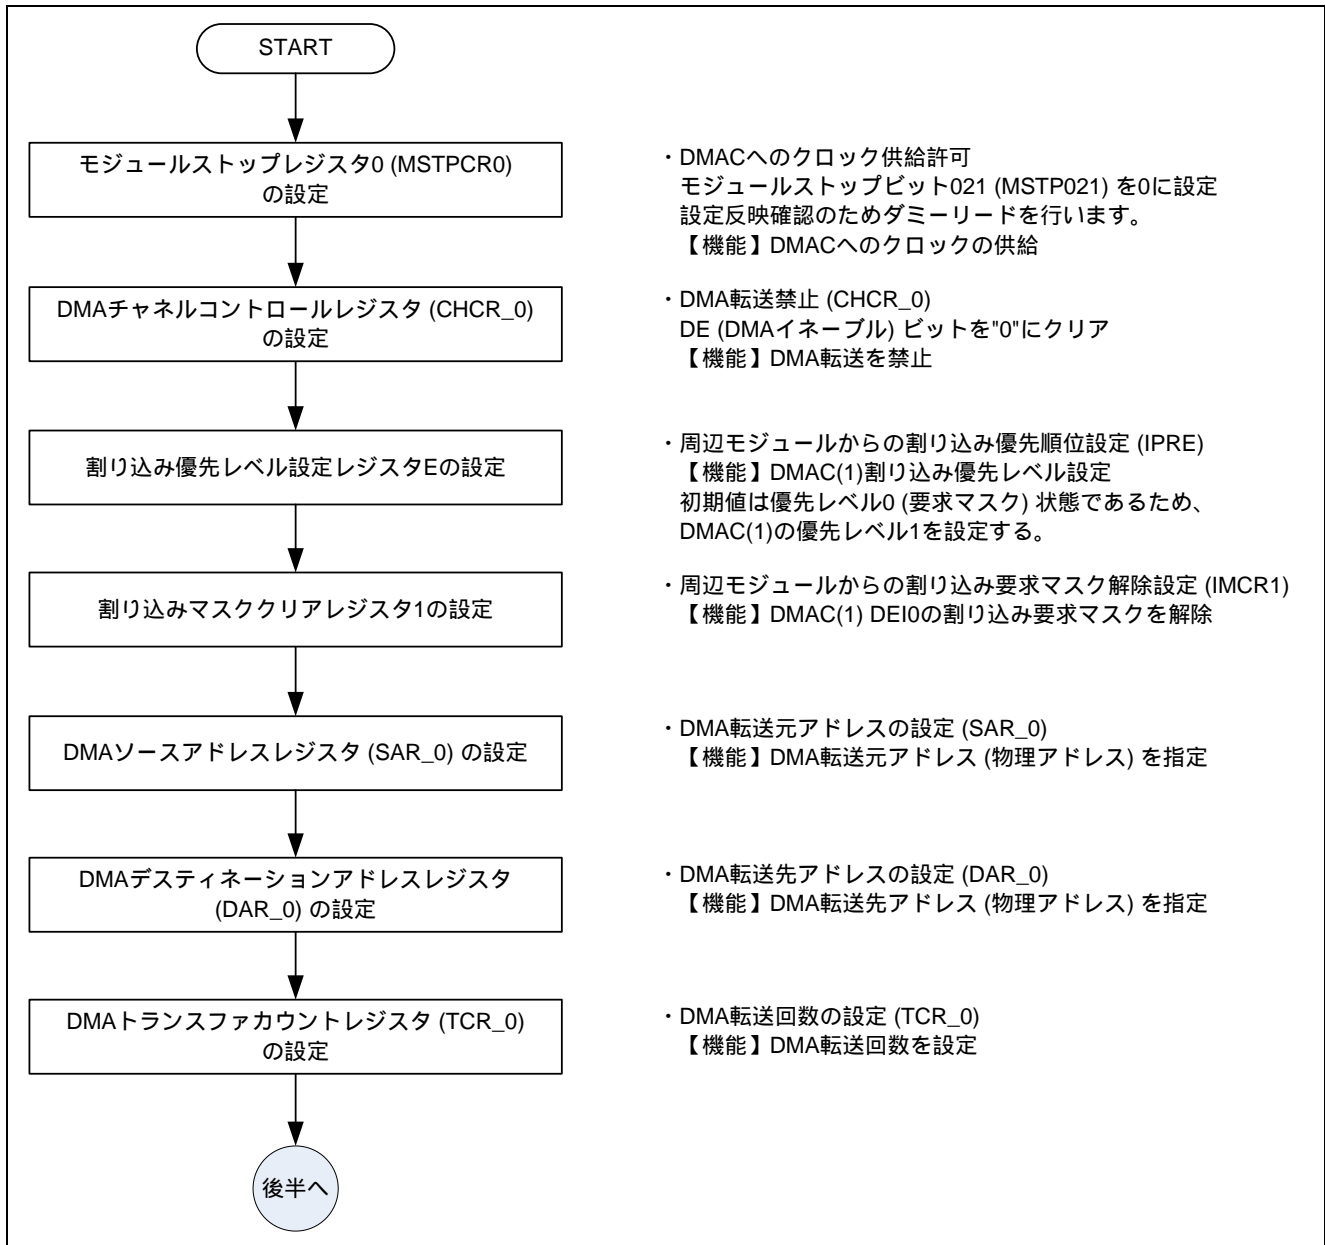 START
モジュールストップレジスタ0 (MSTPCR0)
の設定
・DMACへのクロック供給許可
モジュールストップビット021 (MSTP021) を0に設定
設定反映確認のためダミーリードを行います。
【機能】DMACへのクロックの供給
DMAチャネルコントロールレジスタ (CHCR_0)
の設定
・DMA転送禁止 (CHCR_0)
DE (DMAイネーブル) ビットを"0"にクリア
【機能】DMA転送を禁止
割り込み優先レベル設定レジスタEの設定
・周辺モジュールからの割り込み優先順位設定 (IPRE)
【機能】DMAC(1)割り込み優先レベル設定
初期値は優先レベル0 (要求マスク) 状態であるため、
DMAC(1)の優先レベル1を設定する。
割り込みマスククリアレジスタ1の設定
・周辺モジュールからの割り込み要求マスク解除設定 (IMCR1)
【機能】DMAC(1) DEI0の割り込み要求マスクを解除
DMAソースアドレスレジスタ (SAR_0) の設定
・DMA転送元アドレスの設定 (SAR_0)
【機能】DMA転送元アドレス (物理アドレス) を指定
DMAデスティネーションアドレスレジスタ
(DAR_0) の設定
・DMA転送先アドレスの設定 (DAR_0)
【機能】DMA転送先アドレス (物理アドレス) を指定
DMAトランスファカウントレジスタ (TCR_0)
の設定
・DMA転送回数の設定 (TCR_0)
【機能】DMA転送回数を設定
後半へ